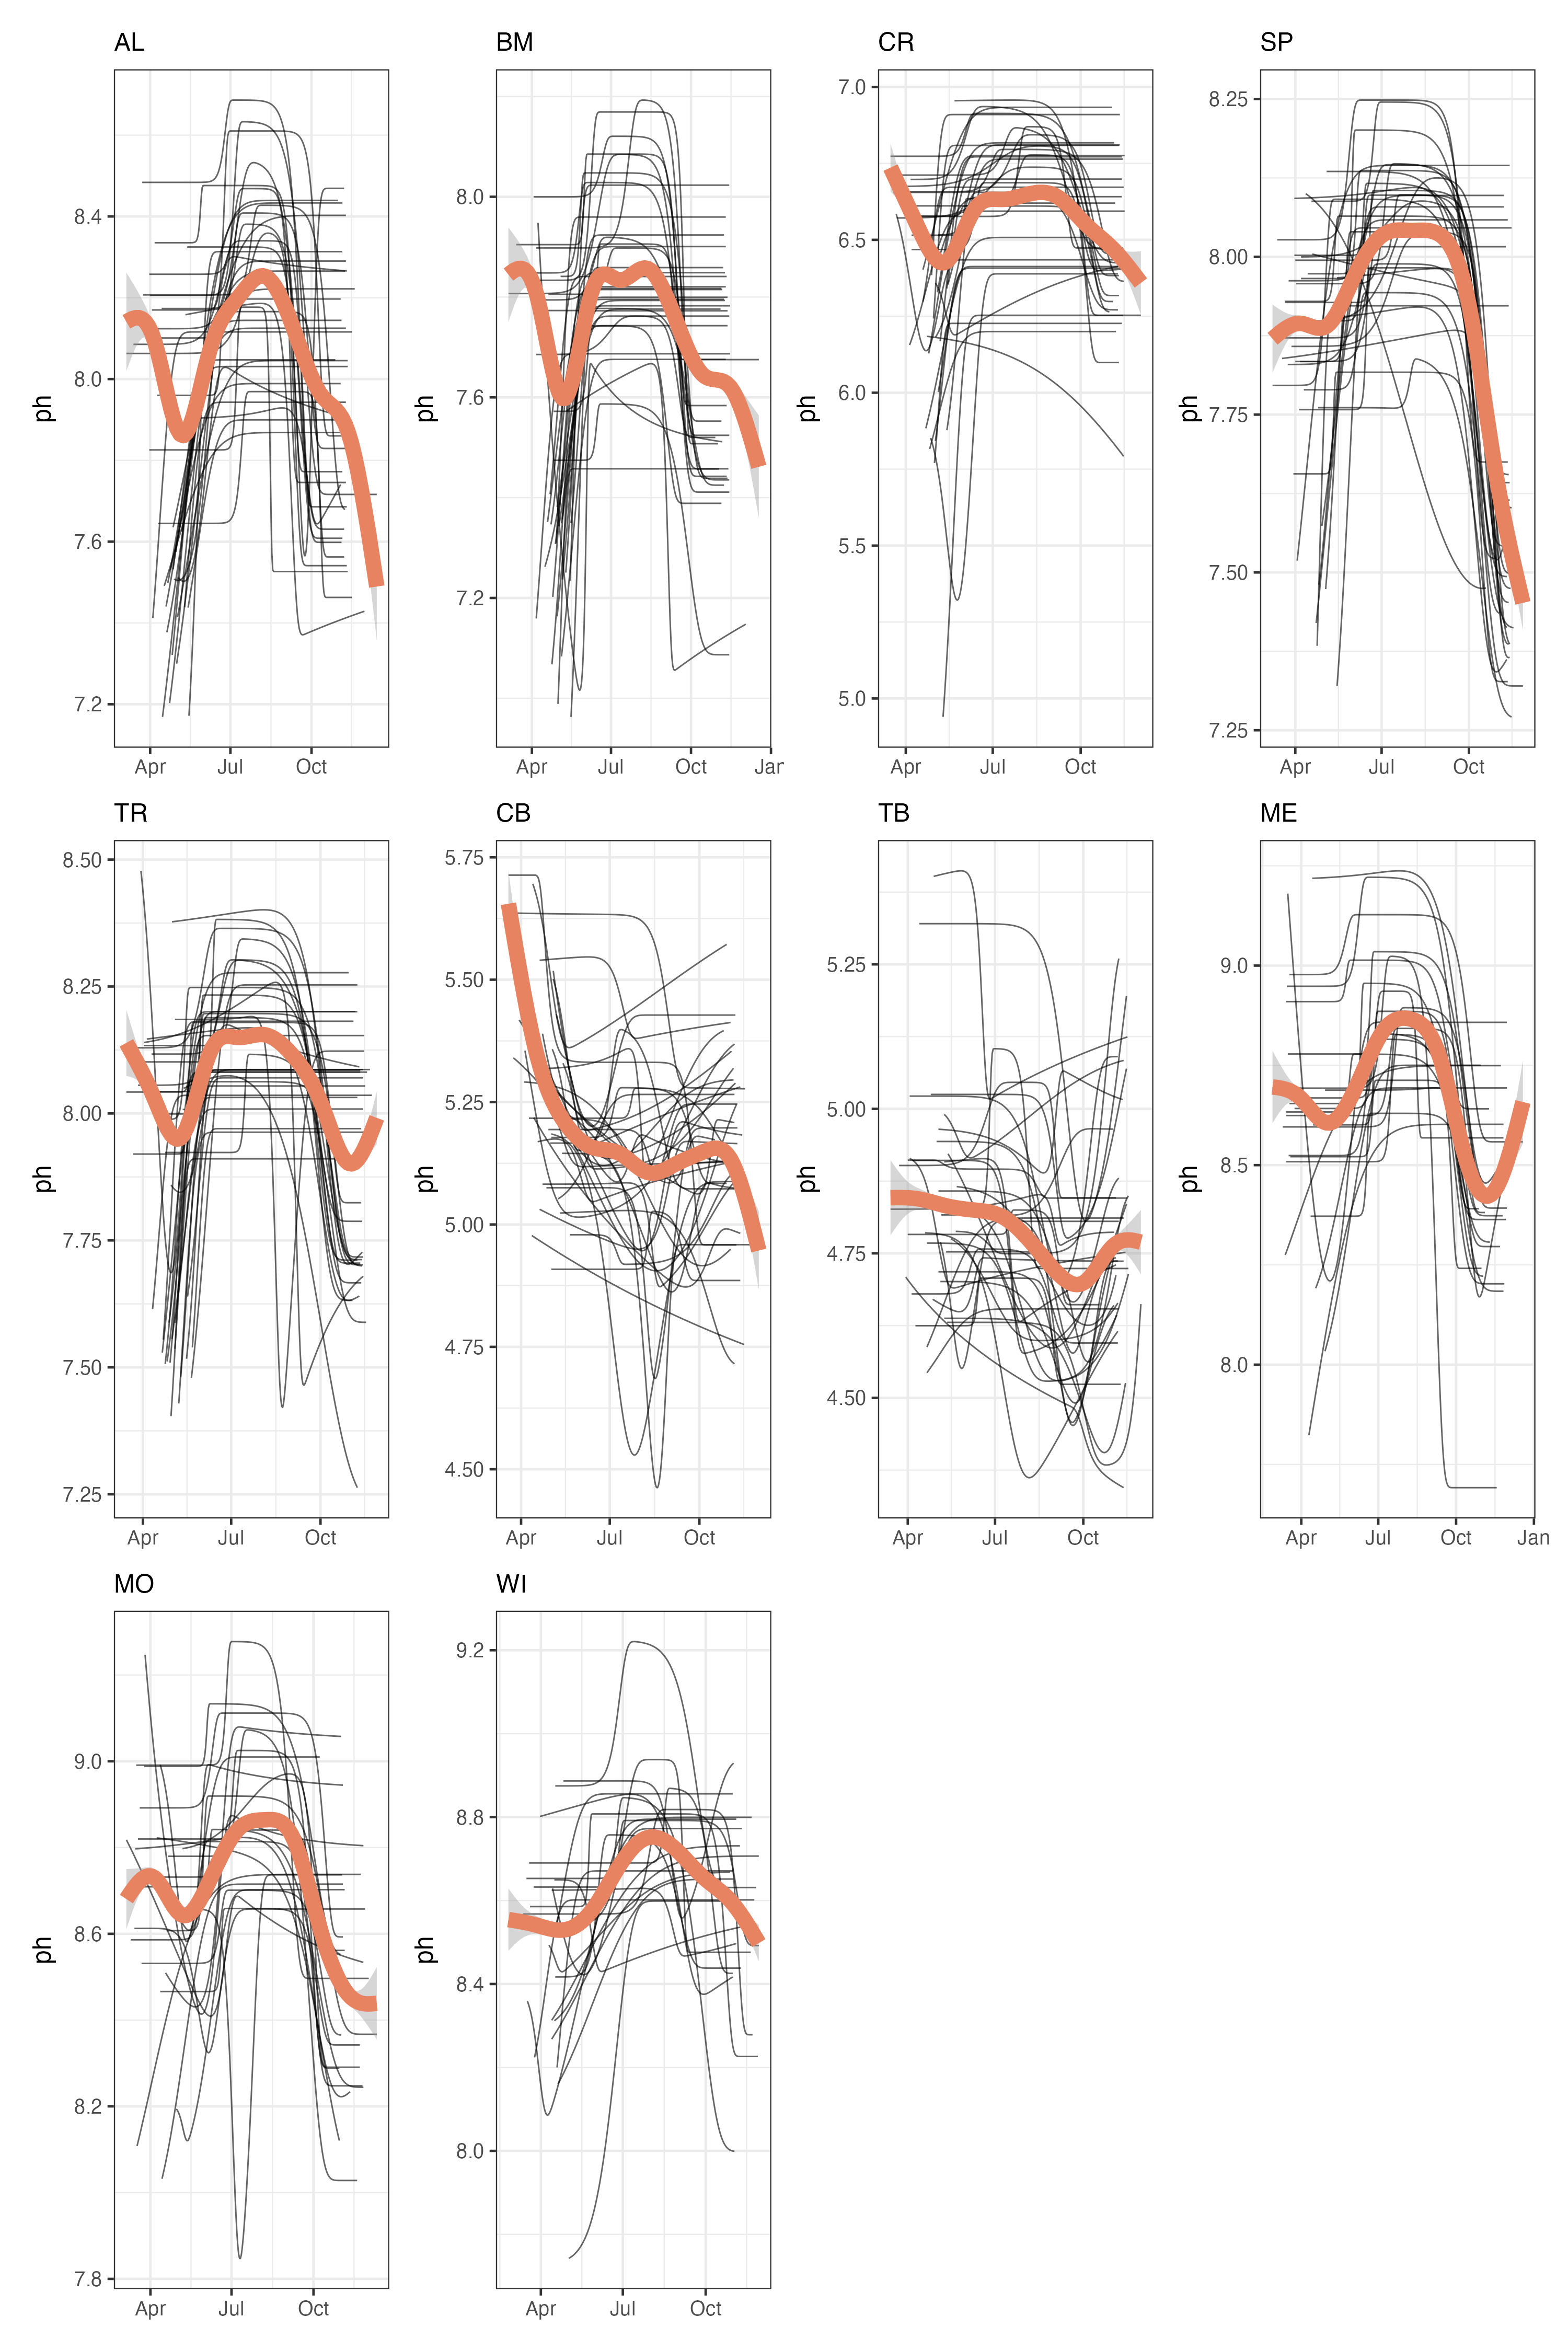 AL BM CR SP
8.4
8.0
7.6
7.2
ph
Apr Jul Oct
8.0
7.6
7.2
ph
Apr Jul Oct Jan
7.0
6.5
6.0
5.5
5.0
ph
Apr Jul Oct
8.25
8.00
7.75
7.50
7.25
ph
Apr Jul Oct
TR CB TB ME
8.50
8.25
8.00
7.75
7.50
7.25
ph
Apr Jul Oct
5.75
5.50
5.25
5.00
4.75
4.50
ph
Apr Jul Oct
5.25
5.00
4.75
4.50
ph
Apr Jul Oct
9.0
8.5
8.0
ph
Apr Jul Oct Jan
MO WI
9.0
8.6
8.2
7.8
ph
Apr Jul Oct
9.2
8.8
8.4
8.0
ph
Apr Jul Oct